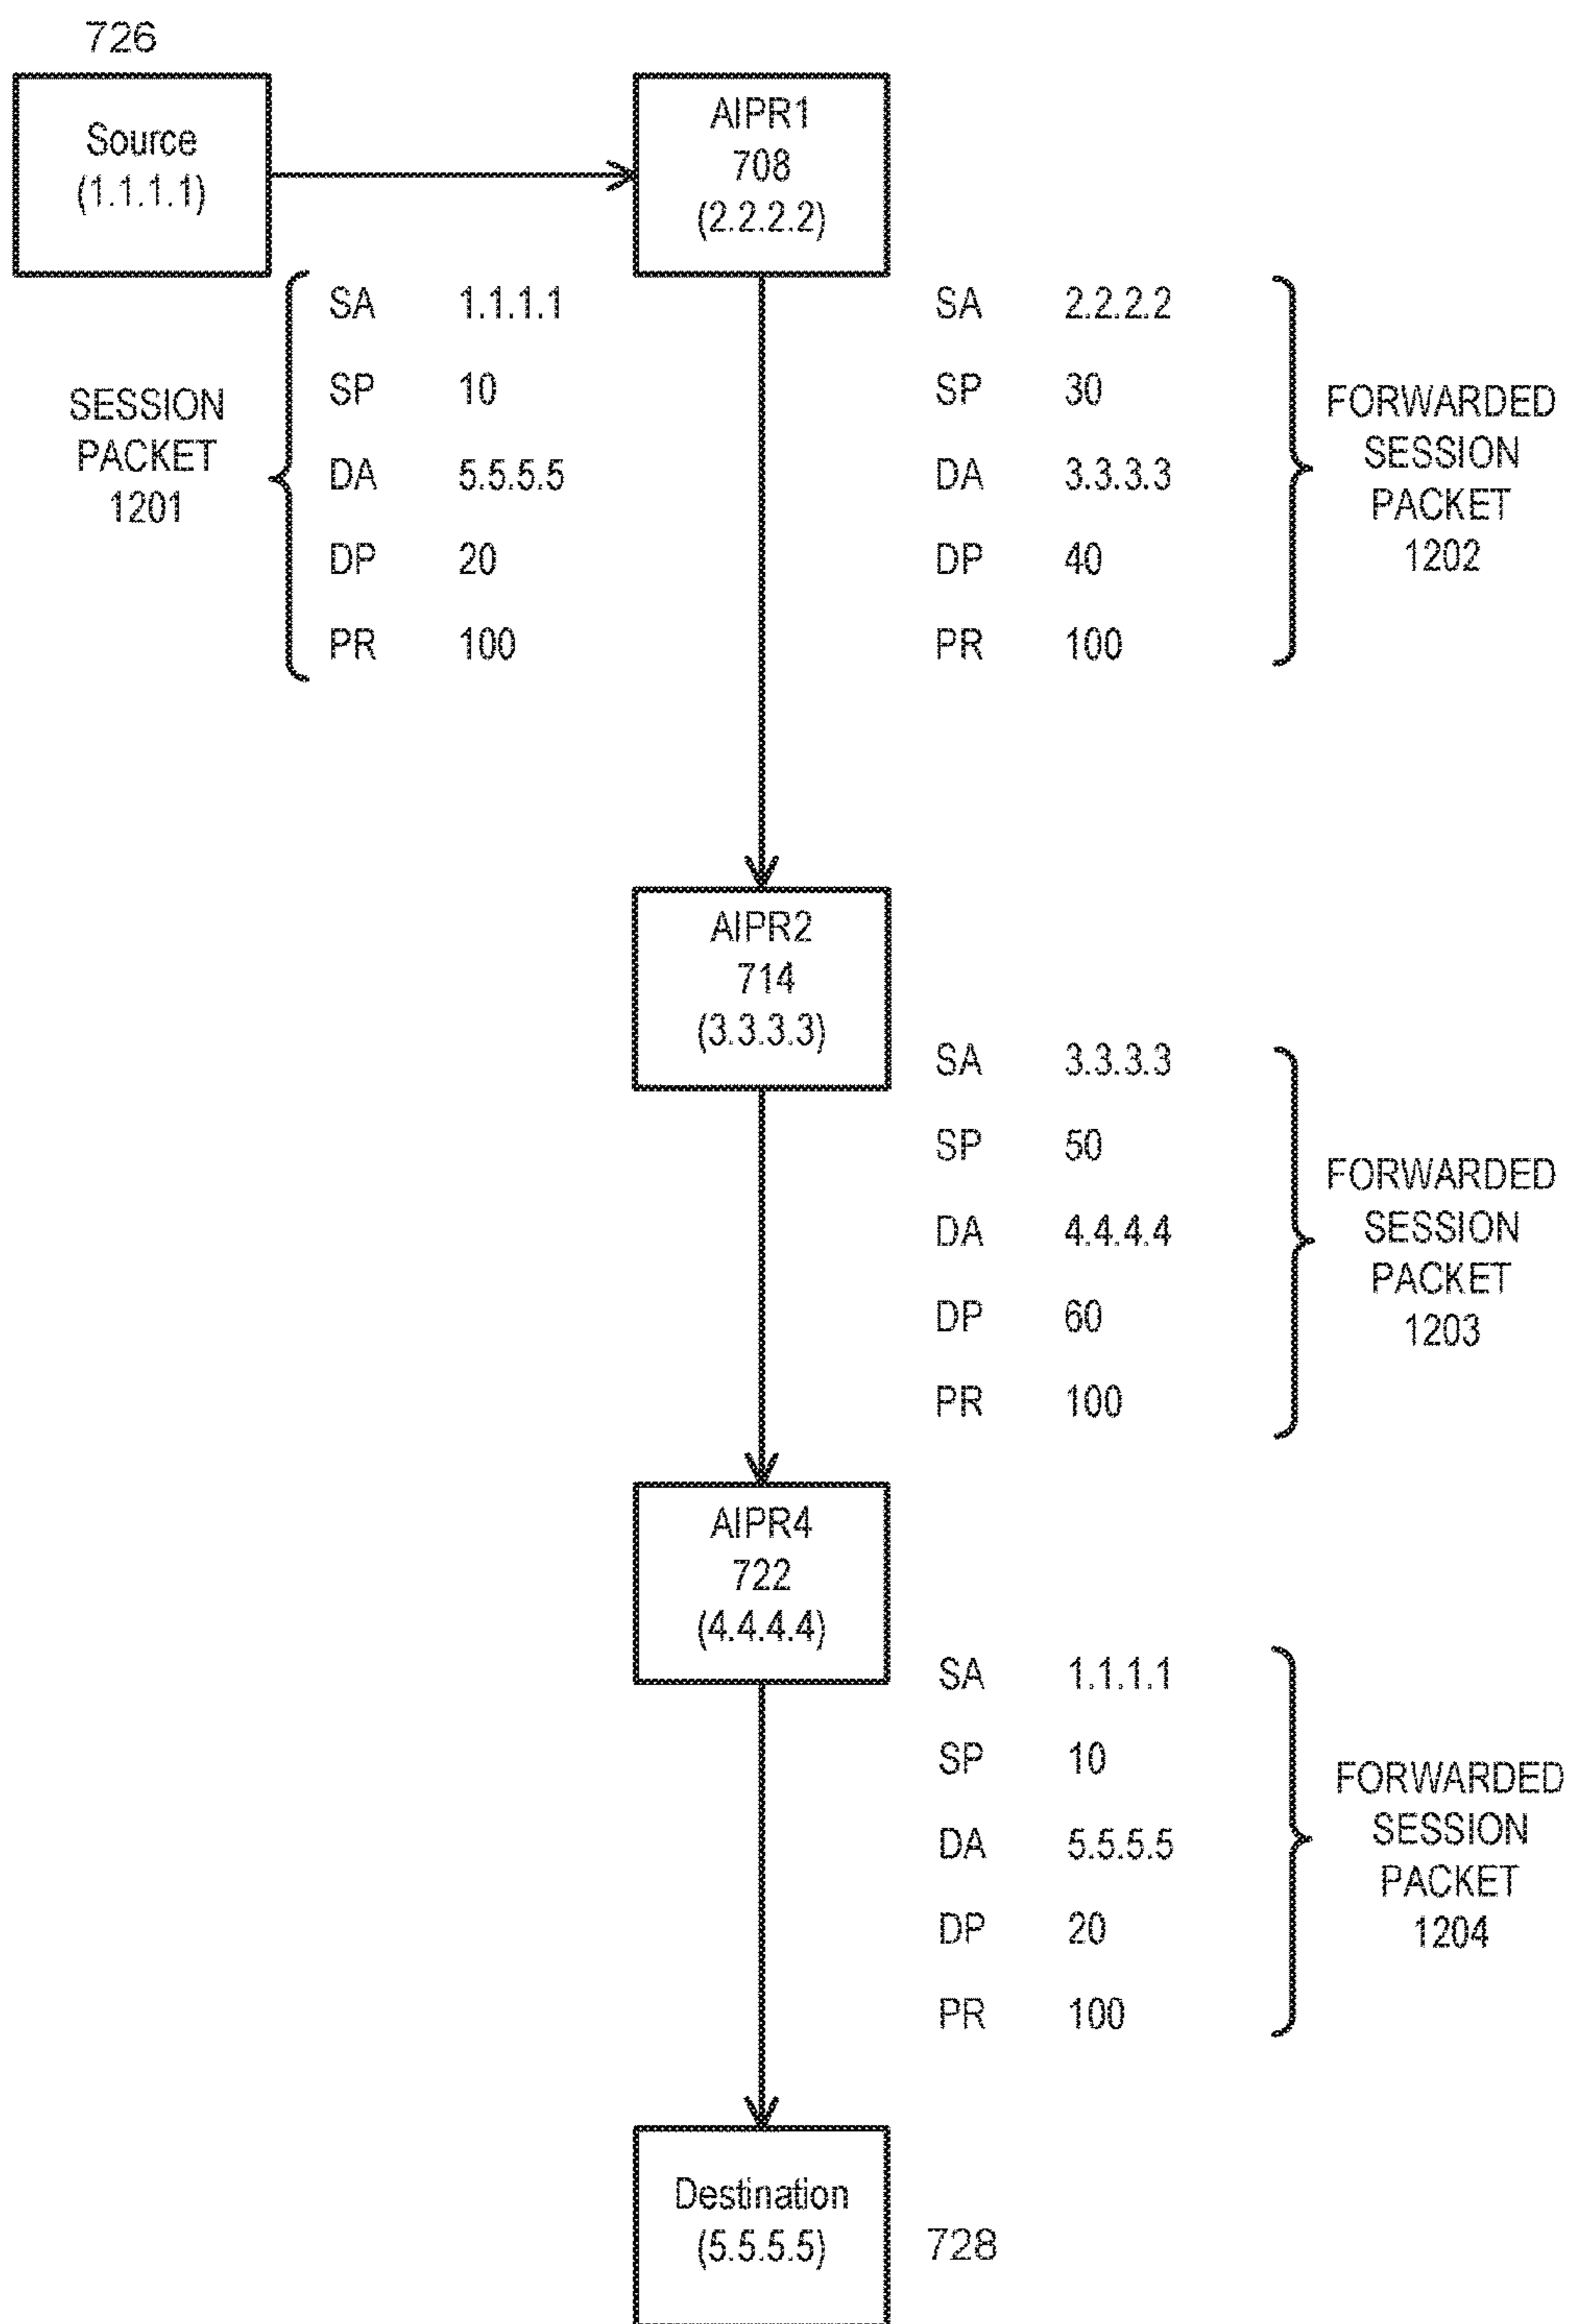 726
Source
(1.1.1.1)
AIPR1
708
(2.2.2.2)
SESSION
PACKET
1201
SA 1.1.1.1
SP 10
DA 5.5.5.5
DP 20
PR 100
SA 2.2.2.2
SP 30
DA 3.3.3.3
DP 40
PR 100
FORWARDED
SESSION
PACKET
1202
AIPR2
714
(3.3.3.3)
SA 3.3.3.3
SP 50
DA 4.4.4.4
DP 60
PR 100
FORWARDED
SESSION
PACKET
1203
AIPR4
722
(4.4.4.4)
SA 1.1.1.1
SP 10
DA 5.5.5.5
DP 20
PR 100
FORWARDED
SESSION
PACKET
1204
Destination
(5.5.5.5)
728